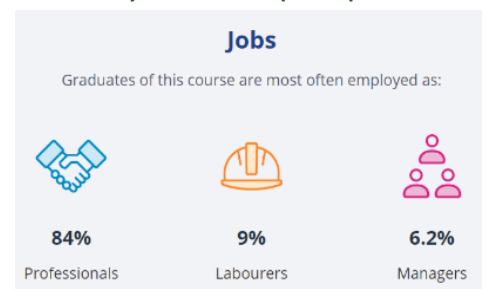 Jobs
Graduates of this course are most often employed as:
84%
Professionals
9%
Labourers
6.2%
Managers